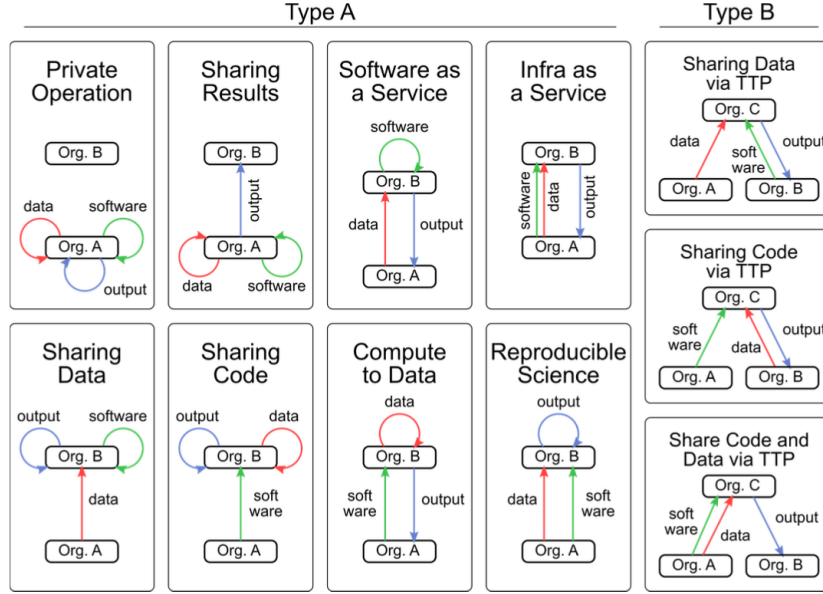 Type A
Type B
Private
Operation
Org. B
data
software
Org. A
output
Sharing
Results
Org. B
output
Org. A
data
software
Software as
a Service
software
Org. B
data
output
Org. A
Infra as
a Service
Org. B
software
data
output
Org. A
Sharing Data
via TTP
Org. C
data
soft
ware
output
Org. A
Org. B
Sharing Code
via TTP
Org. C
soft
ware
data
output
Org. A
Org. B
Sharing
Data
output
software
Org. B
data
Org. A
Sharing
Code
output
data
Org. B
soft
ware
Org. A
Compute
to Data
data
Org. B
soft
ware
output
Org. A
Reproducible
Science
output
Org. B
data
soft
ware
Org. A
Share Code and
Data via TTP
Org. C
soft
ware
data
output
Org. A
Org. B